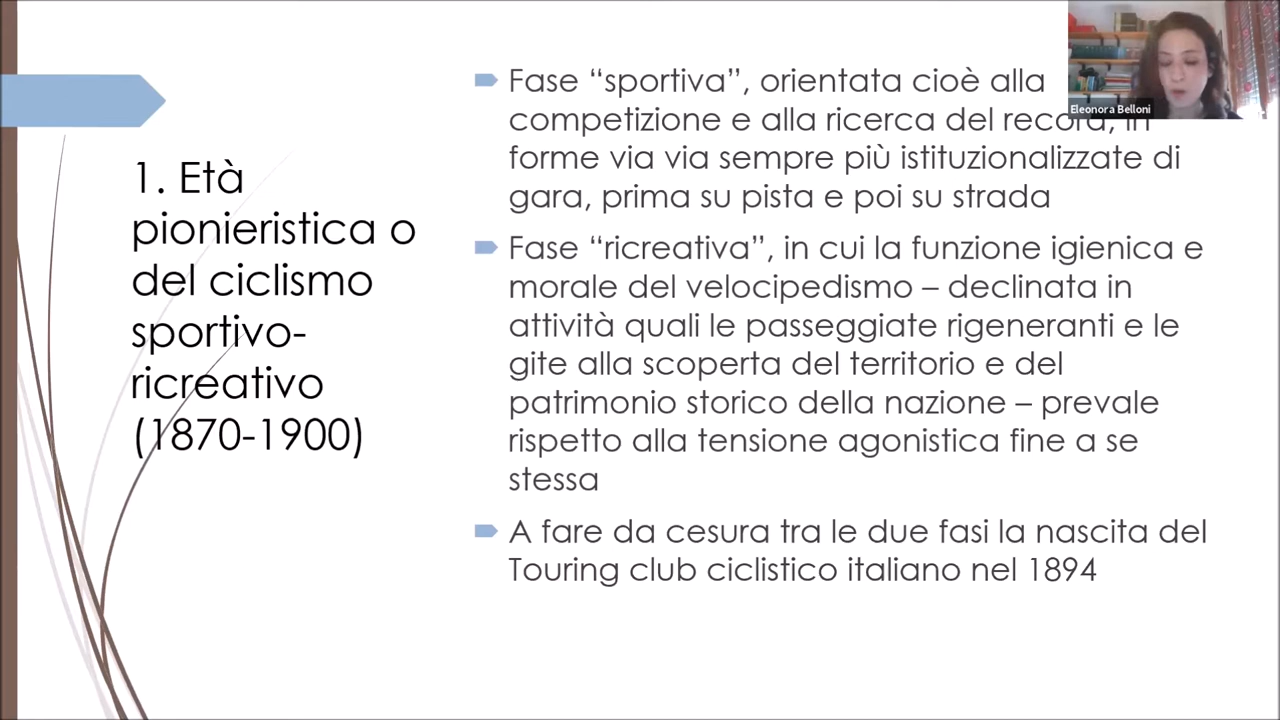 1. Età
pionieristica o
del ciclismo
sportivo-
ricreativo
(1870-1900)
Fase “sportiva”, orientata cioè alla
competizione e alla ricerca del record, in
forme via via sempre più istituzionalizzate di
gara, prima su pista e poi su strada
Fase “ricreativa”, in cui la funzione igienica e
morale del velocipedismo – declinata in
attività quali le passeggiate rigeneranti e le
gite alla scoperta del territorio e del
patrimonio storico della nazione – prevale
rispetto alla tensione agonistica fine a se
stessa
A fare da cesura tra le due fasi la nascita del
Touring club ciclistico italiano nel 1894
Eleonora Belloni